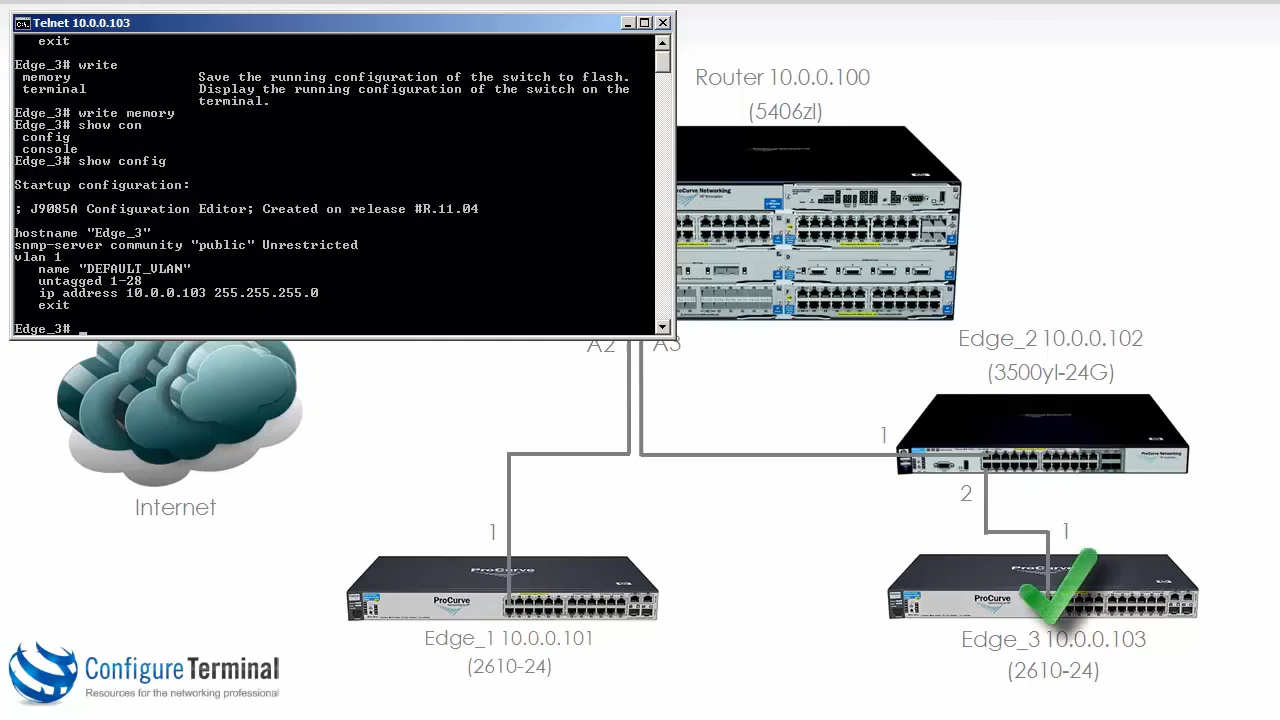 Telnet 10.0.0.103
exit
Edge_3# write
memory Save the running configuration of the switch to flash.
terminal Display the running configuration of the switch on the
terminal.
Edge_3# write memory
Edge_3# show con
config
console
Edge_3# show config
Startup configuration:
; J9085A Configuration Editor; Created on release #R.11.04
hostname "Edge_3"
snmp-server community "public" Unrestricted
vlan 1
name "DEFAULT_VLAN"
untagged 1-28
ip address 10.0.0.103 255.255.255.0
exit
Edge_3# _
Router 10.0.0.100
(5406zl)
ProCurve Networking
A2
A3
Edge_2 10.0.0.102
(3500yl-24G)
1
ProCurve Networking
2
Internet
1
1
ProCurve
ProCurve
ProCurve
ProCurve
Edge_1 10.0.0.101
(2610-24)
Edge_3 10.0.0.103
(2610-24)
Configure Terminal
Resources for the networking professional